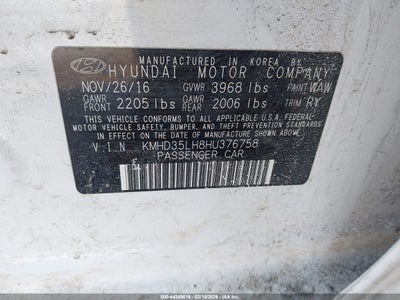 MANUFACTURED IN KOREA BY
HYUNDAI MOTOR COMPANY
NOV/26/16 GVWR 3968 lbs PAINT WAW
GAWR 2205 lbs GAWR 2006 lbs TRIM RY
THIS VEHICLE CONFORMS TO ALL APPLICABLE U.S.A. FEDERAL
MOTOR VEHICLE SAFETY, BUMPER, AND THEFT PREVENTION STANDARDS
IN EFFECT ON THE DATE OF MANUFACTURE SHOWN ABOVE.
V.I.N KMHD35LH8HU376758
PASSENGER CAR